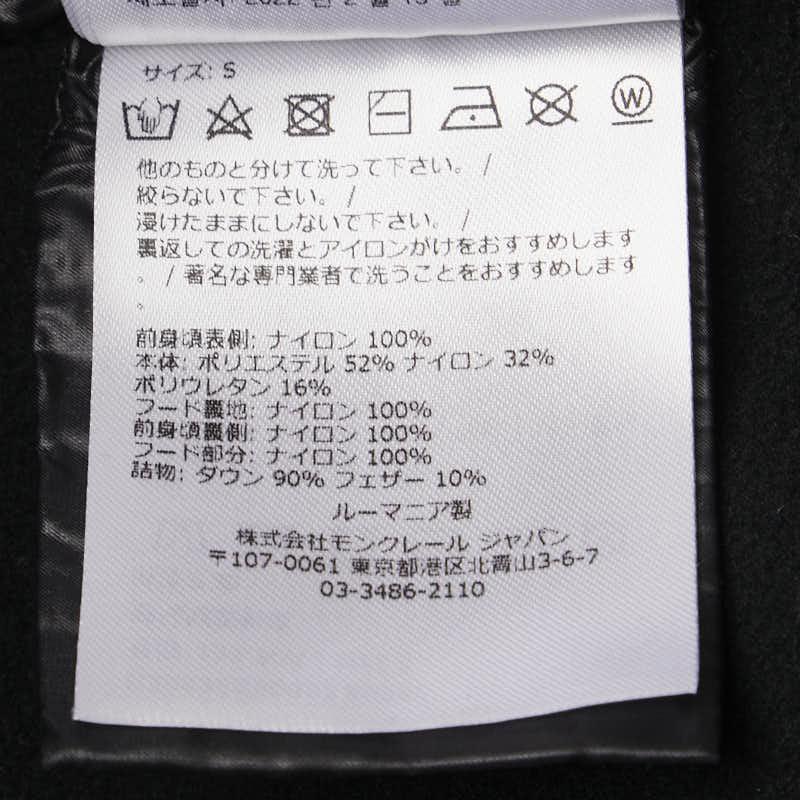 2022 년 2 월
サイズ: S
W
他のものと分けて洗って下さい。 /
絞らないで下さい。 /
浸けたままにしないで下さい。 /
裏返しての洗濯とアイロンがけをおすすめします
。 / 著名な専門業者で洗うことをおすすめします
。
前身頃表側: ナイロン 100%
本体: ポリエステル 52% ナイロン 32%
ポリウレタン 16%
フード裏地: ナイロン 100%
前身頃裏側: ナイロン 100%
フード部分: ナイロン 100%
詰物: ダウン 90% フェザー 10%
ルーマニア製
株式会社モンクレール ジャパン
〒107-0061 東京都港区北青山3-6-7
03-3486-2110